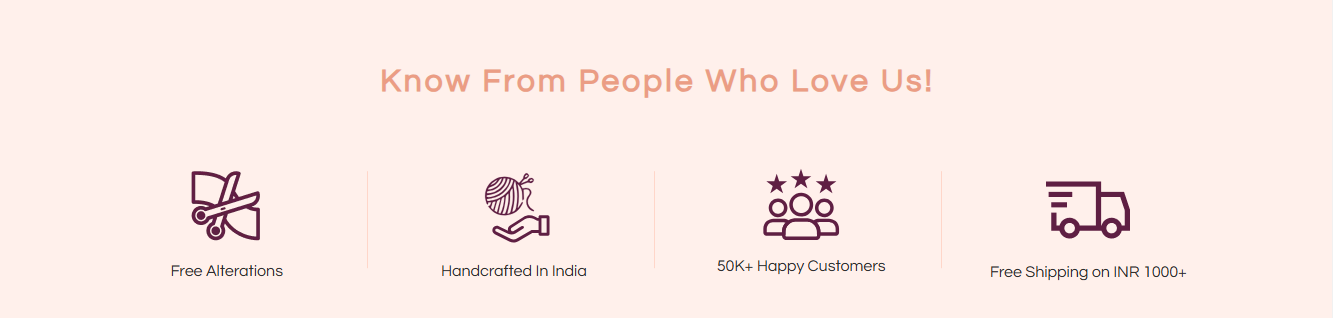 Know From People Who Love Us!
Free Alterations
Handcrafted In India
50K+ Happy Customers
Free Shipping on INR 1000+